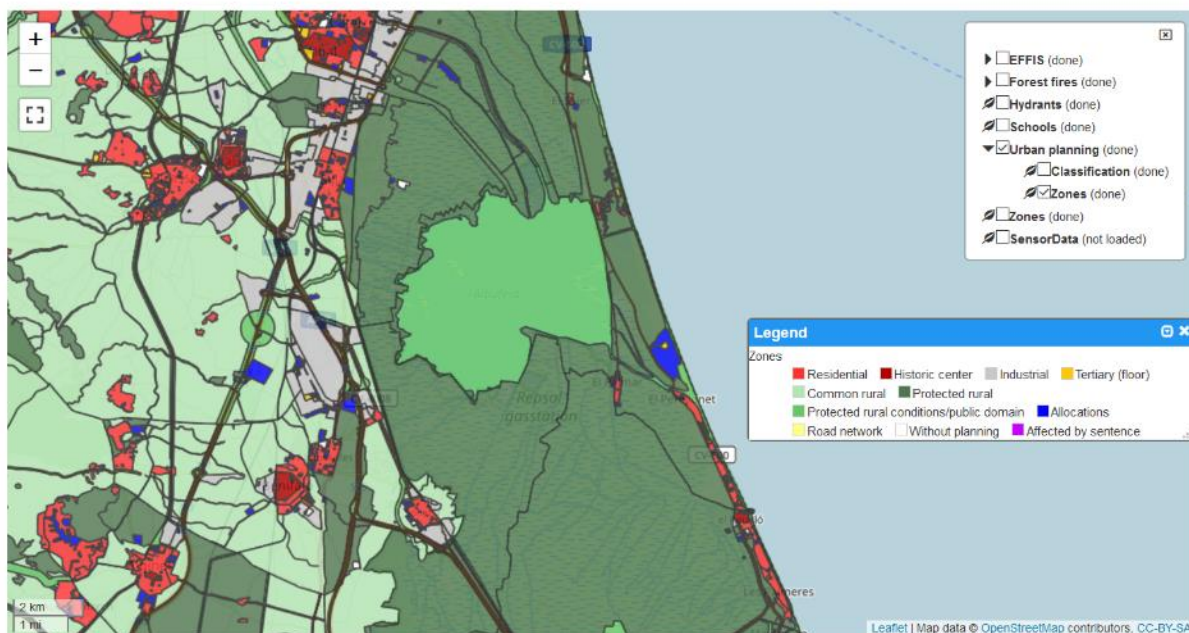 +
−
EFFIS (done)
Forest fires (done)
Hydrants (done)
Schools (done)
Urban planning (done)
Classification (done)
Zones (done)
Zones (done)
SensorData (not loaded)
Legend
Zones
Residential Historic center Industrial Tertiary (floor)
Common rural Protected rural
Protected rural conditions/public domain Allocations
Road network Without planning Affected by sentence
Repsol
gasstation
2 km
1 mi
Leaflet | Map data © OpenStreetMap contributors, CC-BY-SA